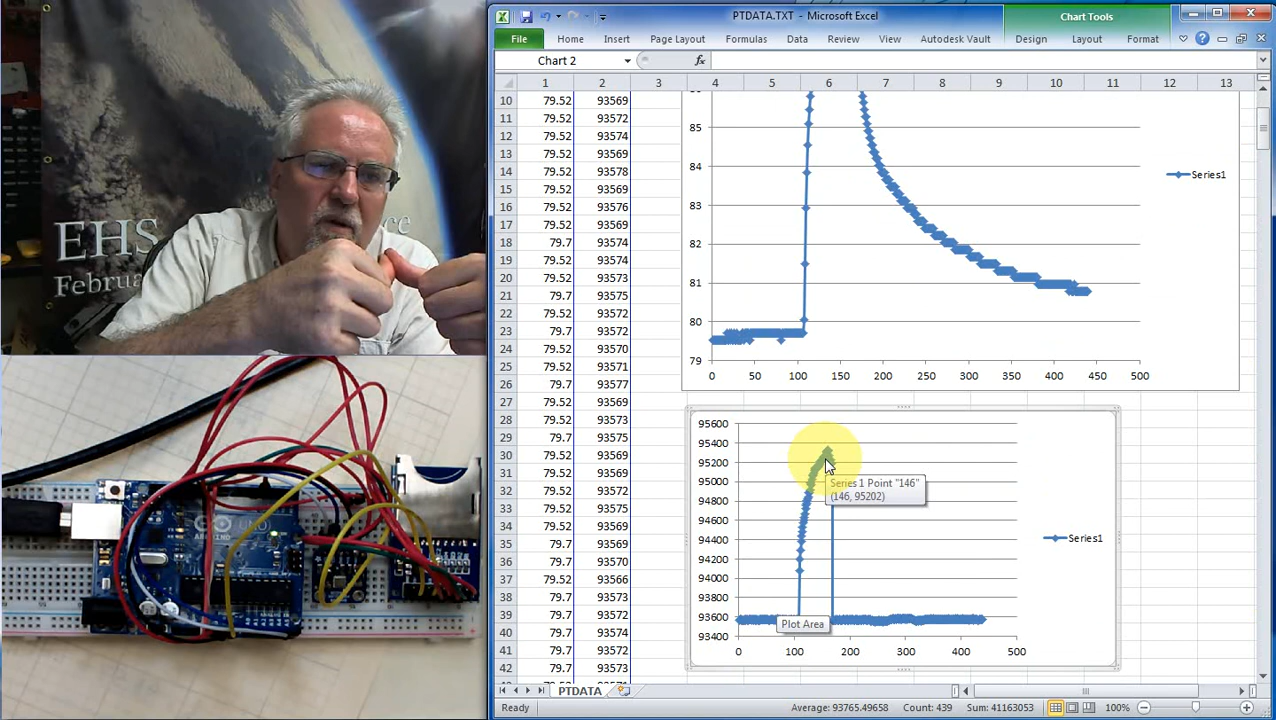 EHS
ce
Februa
UNO
ARDUINO
PTDATA.TXT - Microsoft Excel
Chart Tools
File Home Insert Page Layout Formulas Data Review View Autodesk Vault Design Layout Format
Chart 2
fx
1 2 3 4 5 6 7 8 9 10 11 12 13
10 79.52 93569
11 79.52 93572
12 79.52 93574
13 79.52 93569
14 79.52 93578
15 79.52 93569
16 79.52 93576
17 79.52 93569
18 79.7 93574
19 79.52 93574
20 79.52 93573
21 79.7 93575
22 79.52 93572
23 79.7 93572
24 79.52 93570
25 79.52 93571
26 79.7 93577
27 79.52 93569
28 79.52 93573
29 79.7 93575
30 79.52 93572
31 79.52 93569
32 79.52 93572
33 79.7 93574
34 79.52 93569
35 79.52 93569
36 79.7 93570
37 79.52 93566
38 79.52 93569
39 79.7 93572
40 79.52 93574
41 79.7 93573
42 79.52 93572
85
84
83
82
81
80
79
0 50 100 150 200 250 300 350 400 450 500
Series1
95600
95400
95200
95000
94800
94600
94400
94200
94000
93800
93600
93400
0 100 200 300 400 500
Series1
Series 1 Point "146"
(146, 95202)
Plot Area
PTDATA
Ready Average: 93765.49658 Count: 439 Sum: 41163053 100%